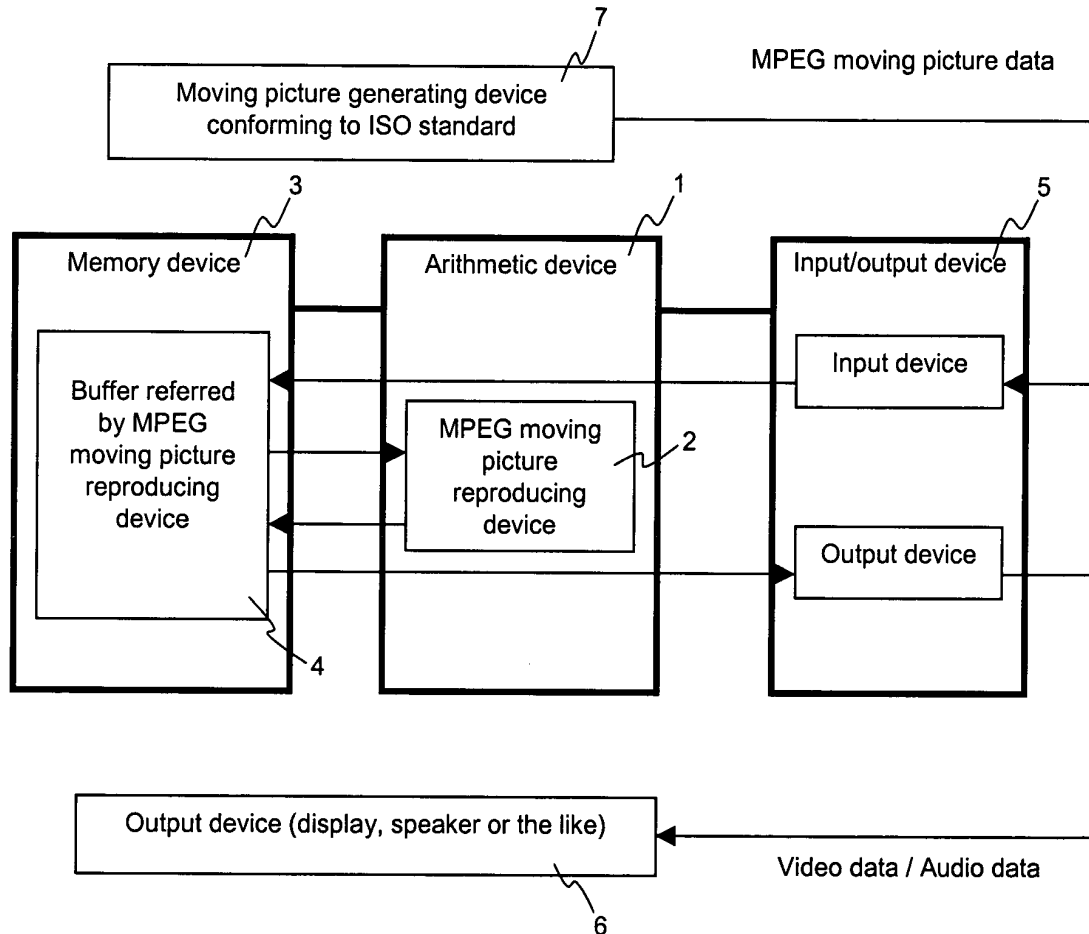 7
MPEG moving picture data
Moving picture generating device
conforming to ISO standard
3
1
5
Memory device
Arithmetic device
Input/output device
Buffer referred
by MPEG
moving picture
reproducing
device
MPEG moving
picture
reproducing
device
2
Input device
Output device
4
Output device (display, speaker or the like)
Video data / Audio data
6